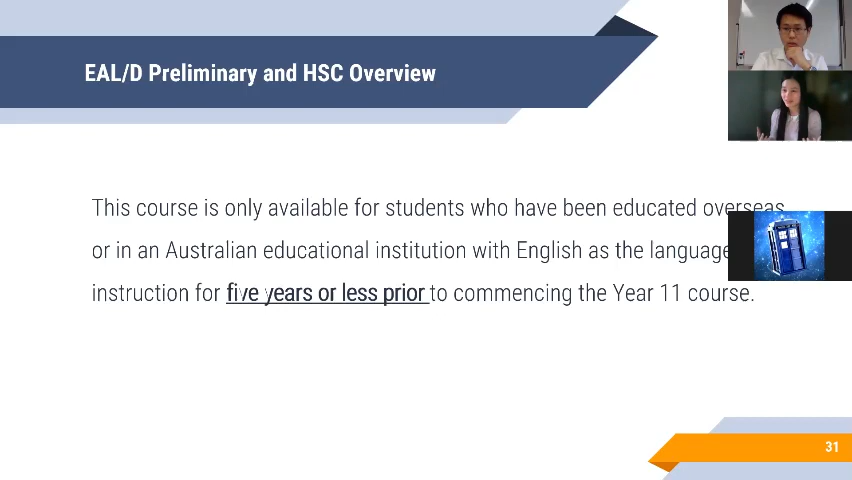 EAL/D Preliminary and HSC Overview
This course is only available for students who have been educated overseas
or in an Australian educational institution with English as the language
instruction for five years or less prior to commencing the Year 11 course.
31